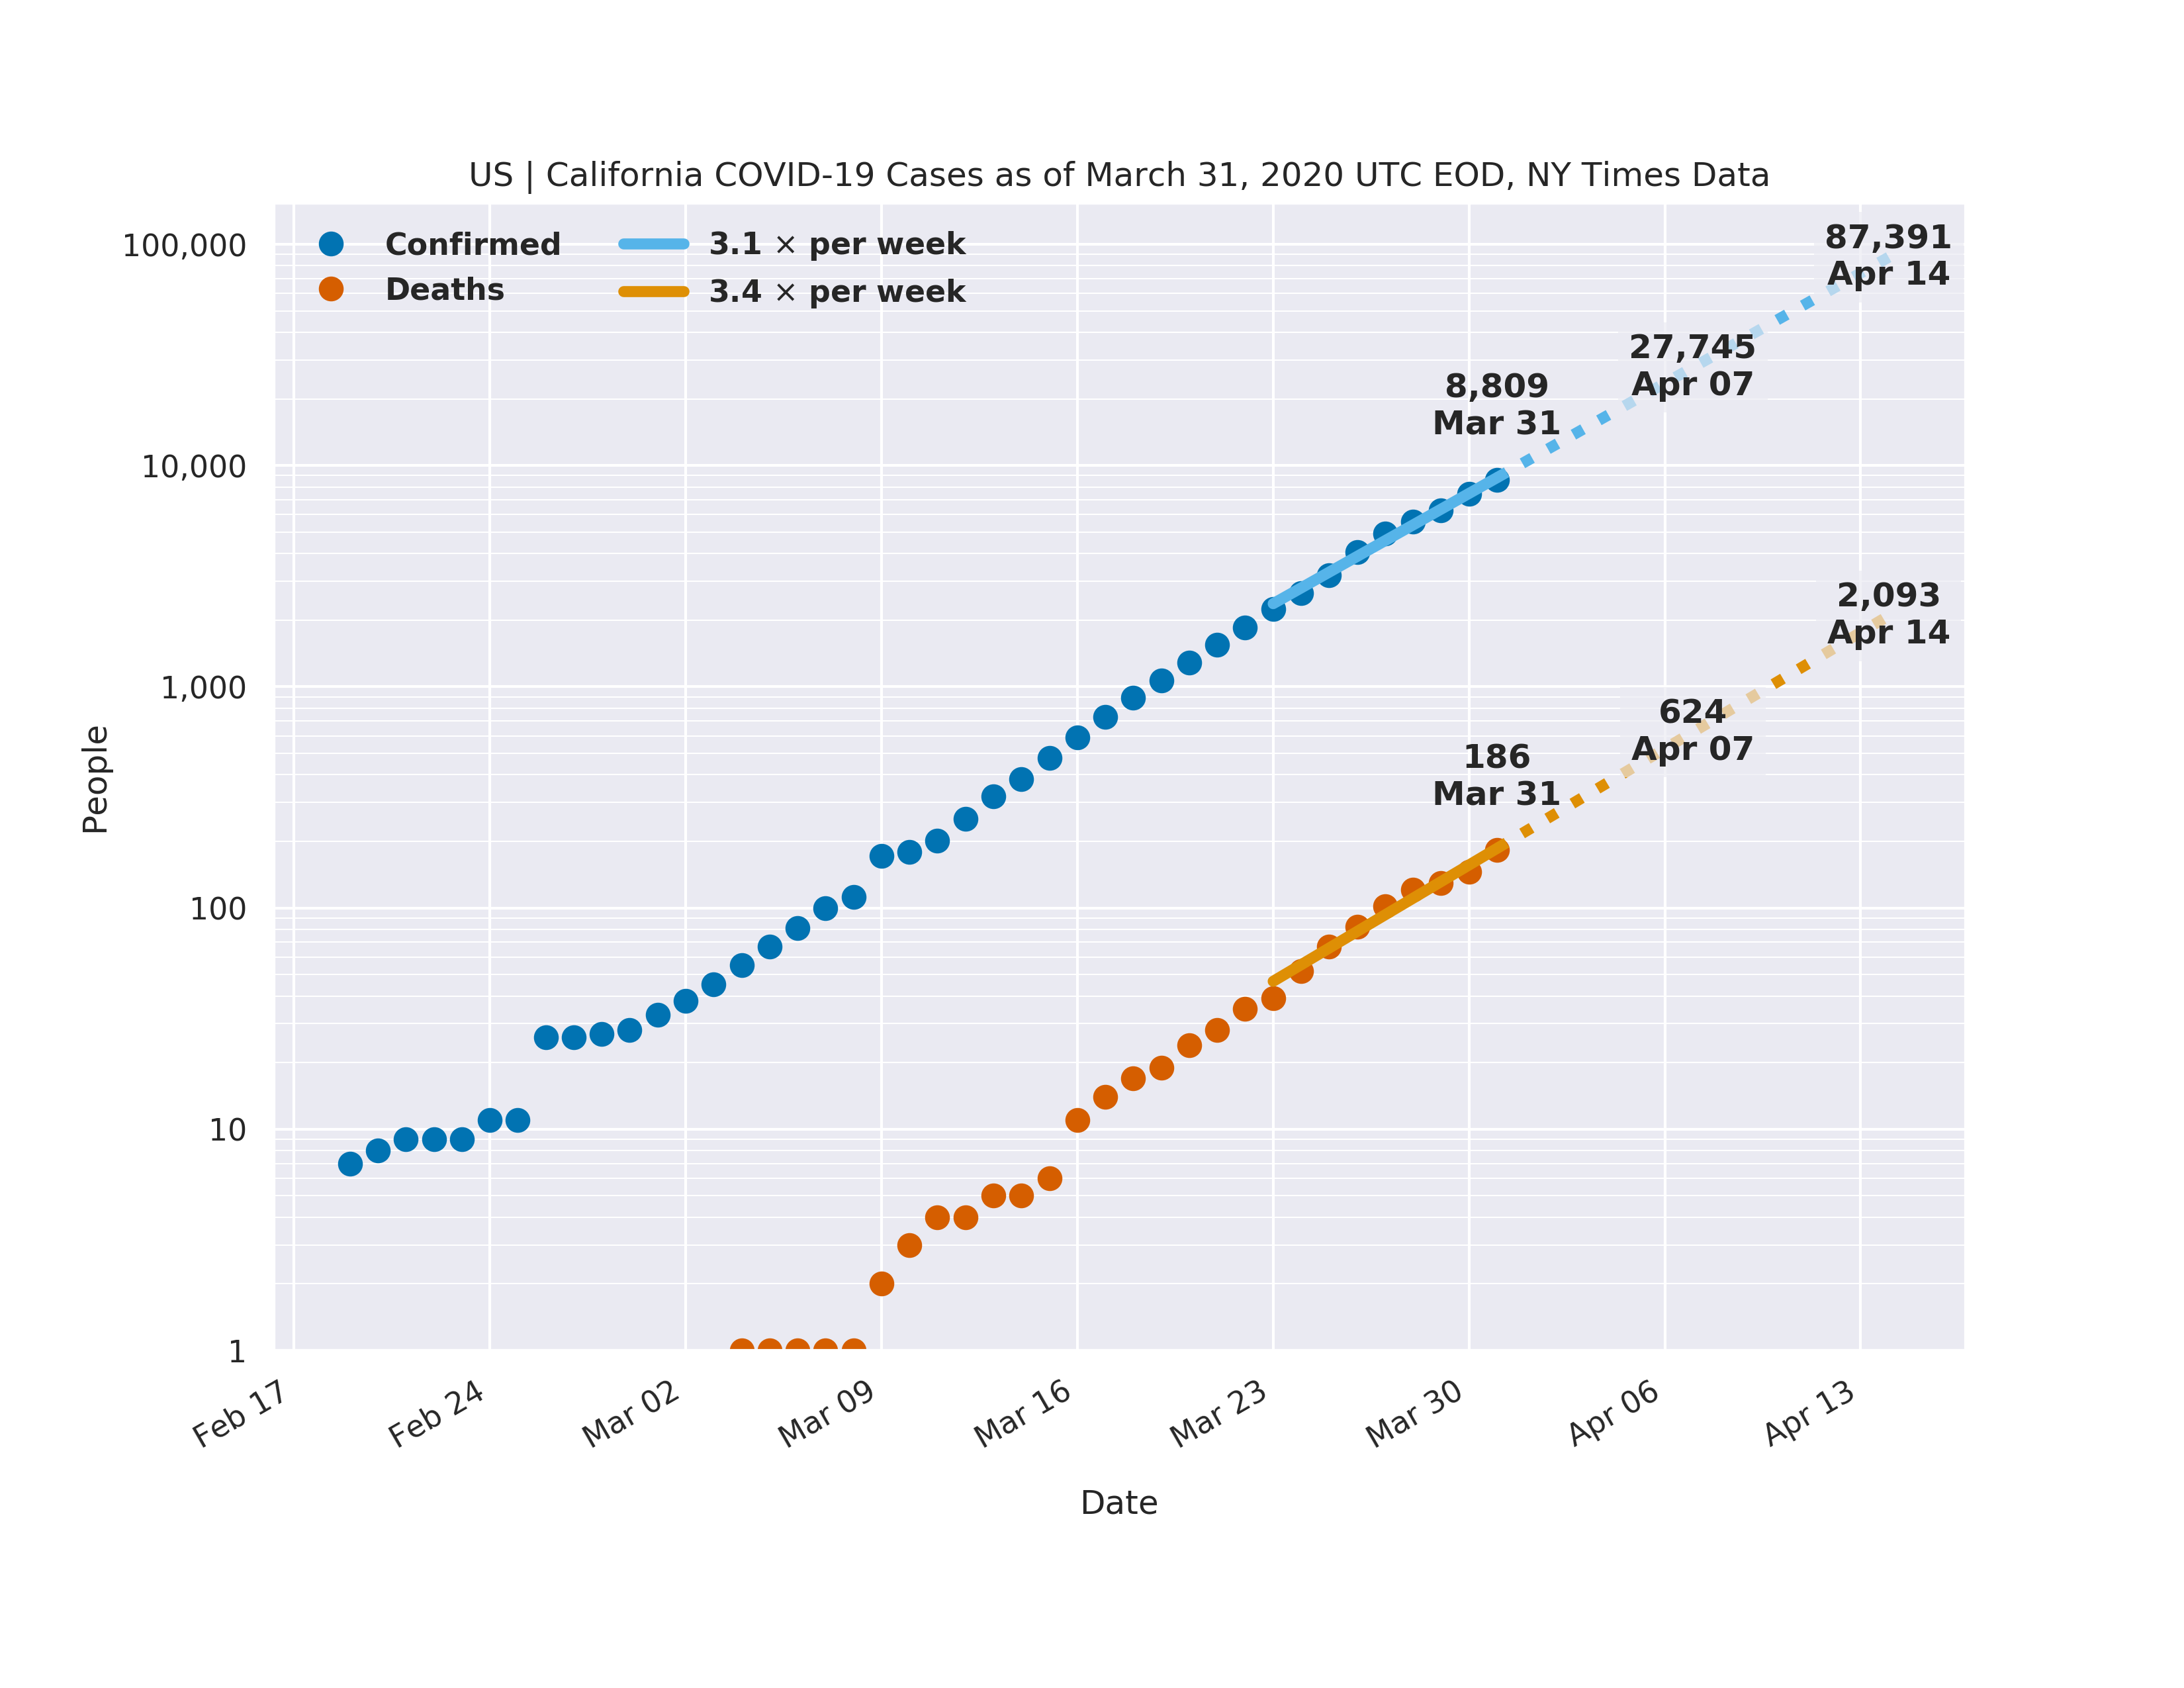 US | California COVID-19 Cases as of March 31, 2020 UTC EOD, NY Times Data
Confirmed
Deaths
3.1 × per week
3.4 × per week
87,391
Apr 14
27,745
Apr 07
8,809
Mar 31
2,093
Apr 14
624
Apr 07
186
Mar 31
100,000
10,000
1,000
100
10
1
People
Feb 17
Feb 24
Mar 02
Mar 09
Mar 16
Mar 23
Mar 30
Apr 06
Apr 13
Date